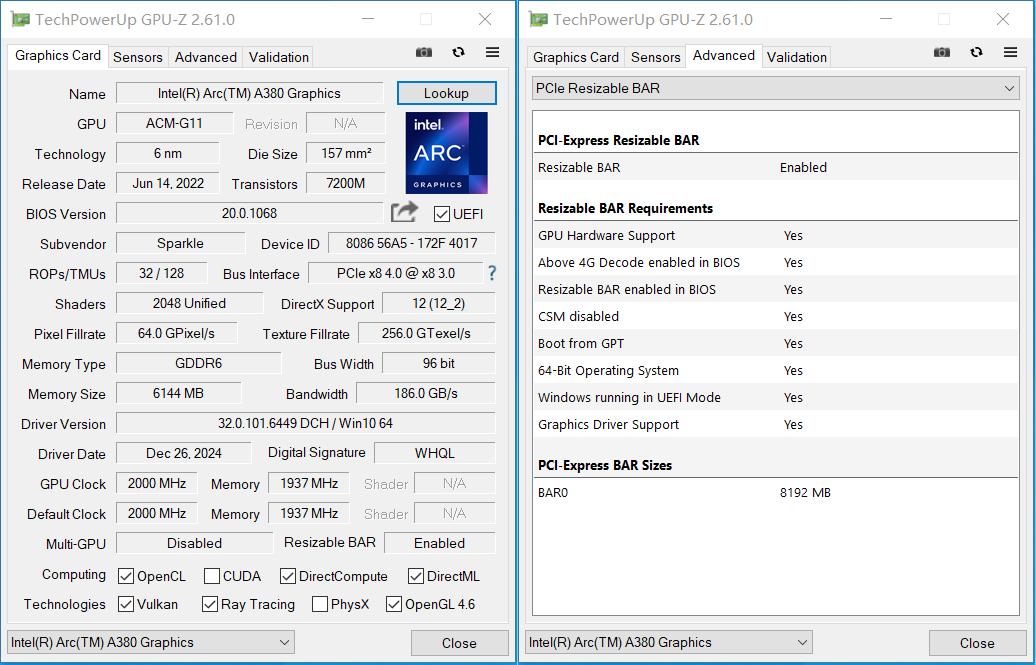 TechPowerUp GPU-Z 2.61.0
Graphics Card Sensors Advanced Validation
Name Intel(R) Arc(TM) A380 Graphics Lookup
GPU ACM-G11 Revision N/A
intel.
ARC
GRAPHICS
Technology 6 nm Die Size 157 mm²
Release Date Jun 14, 2022 Transistors 7200M
BIOS Version 20.0.1068 UEFI
Subvendor Sparkle Device ID 8086 56A5 - 172F 4017
ROPs/TMUs 32 / 128 Bus Interface PCIe x8 4.0 @ x8 3.0 ?
Shaders 2048 Unified DirectX Support 12 (12_2)
Pixel Fillrate 64.0 GPixel/s Texture Fillrate 256.0 GTexel/s
Memory Type GDDR6 Bus Width 96 bit
Memory Size 6144 MB Bandwidth 186.0 GB/s
Driver Version 32.0.101.6449 DCH / Win10 64
Driver Date Dec 26, 2024 Digital Signature WHQL
GPU Clock 2000 MHz Memory 1937 MHz Shader N/A
Default Clock 2000 MHz Memory 1937 MHz Shader N/A
Multi-GPU Disabled Resizable BAR Enabled
Computing OpenCL CUDA DirectCompute DirectML
Technologies Vulkan Ray Tracing PhysX OpenGL 4.6
Intel(R) Arc(TM) A380 Graphics Close
TechPowerUp GPU-Z 2.61.0
Graphics Card Sensors Advanced Validation
PCIe Resizable BAR
PCI-Express Resizable BAR
Resizable BAR Enabled
Resizable BAR Requirements
GPU Hardware Support Yes
Above 4G Decode enabled in BIOS Yes
Resizable BAR enabled in BIOS Yes
CSM disabled Yes
Boot from GPT Yes
64-Bit Operating System Yes
Windows running in UEFI Mode Yes
Graphics Driver Support Yes
PCI-Express BAR Sizes
BAR0 8192 MB
Intel(R) Arc(TM) A380 Graphics Close